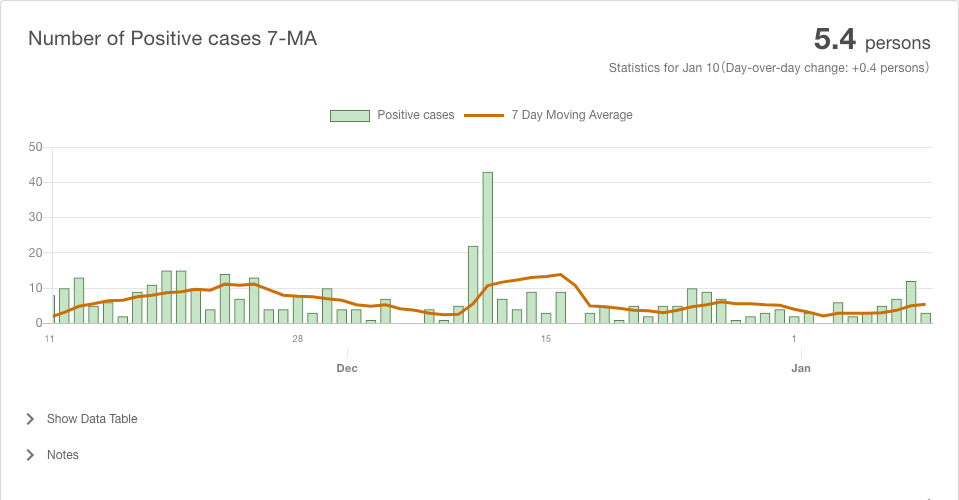 Number of Positive cases 7-MA
5.4 persons
Statistics for Jan 10(Day-over-day change: +0.4 persons)
Positive cases
7 Day Moving Average
50
40
30
20
10
0
11
28
15
1
Dec
Jan
Show Data Table
Notes